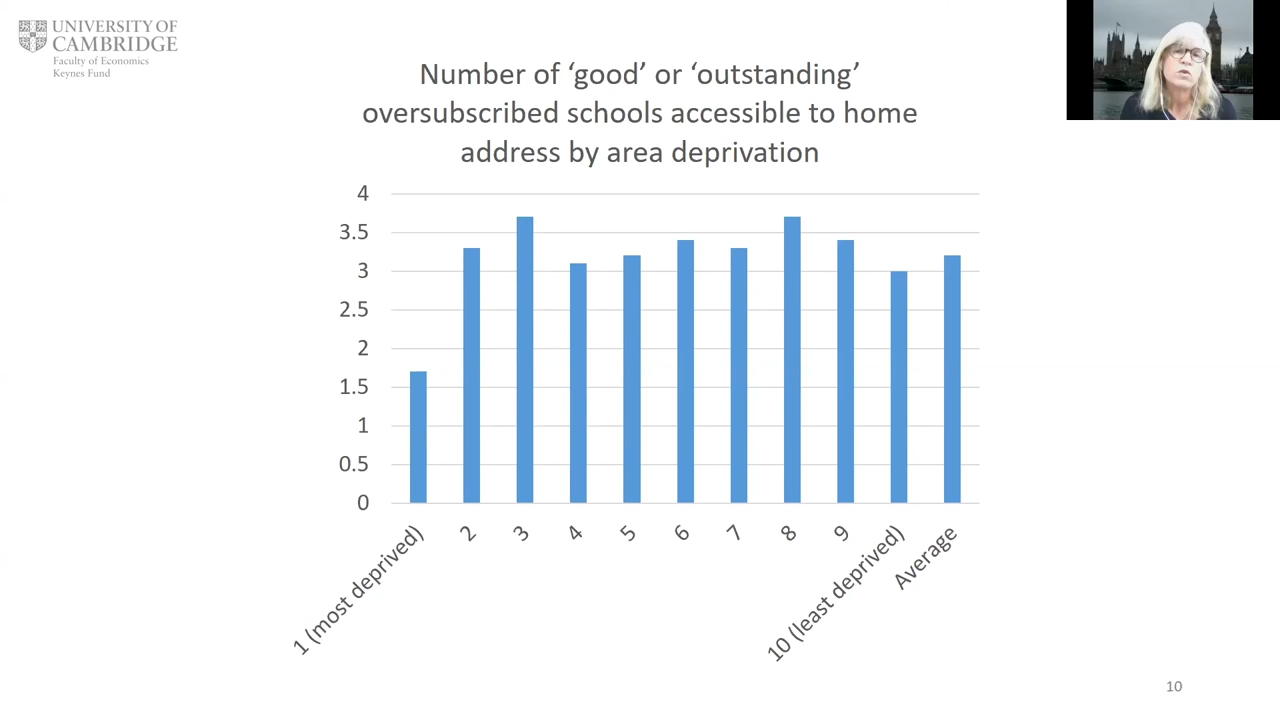 UNIVERSITY OF
CAMBRIDGE
Faculty of Economics
Keynes Fund
Number of ‘good’ or ‘outstanding’
oversubscribed schools accessible to home
address by area deprivation
4
3.5
3
2.5
2
1.5
1
0.5
0
1 (most deprived)
2
3
4
5
6
7
8
9
10 (least deprived)
Average
10